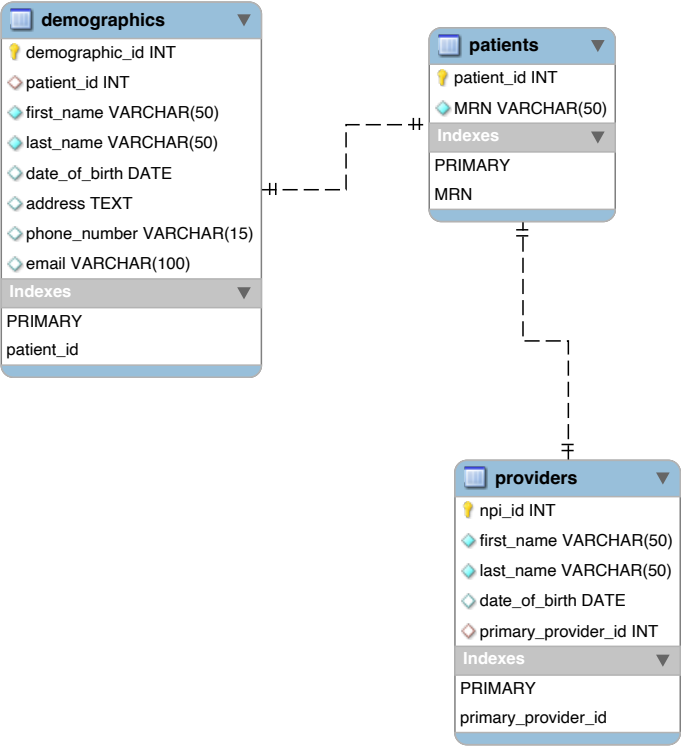 demographics
demographic_id INT
patient_id INT
first_name VARCHAR(50)
last_name VARCHAR(50)
date_of_birth DATE
address TEXT
phone_number VARCHAR(15)
email VARCHAR(100)
Indexes
PRIMARY
patient_id
patients
patient_id INT
MRN VARCHAR(50)
Indexes
PRIMARY
MRN
providers
npi_id INT
first_name VARCHAR(50)
last_name VARCHAR(50)
date_of_birth DATE
primary_provider_id INT
Indexes
PRIMARY
primary_provider_id